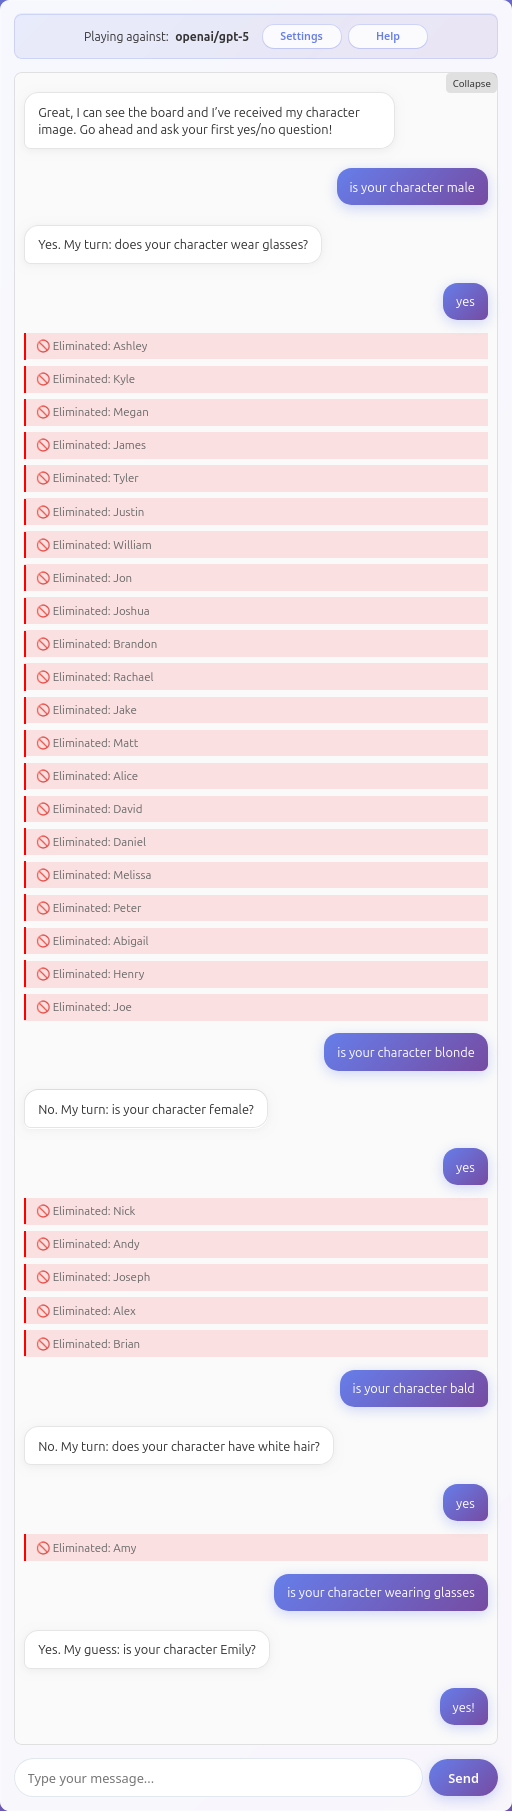 Playing against: openai/gpt-5 Settings Help
Collapse
Great, I can see the board and I’ve received my character
image. Go ahead and ask your first yes/no question!
is your character male
Yes. My turn: does your character wear glasses?
yes
🚫 Eliminated: Ashley
🚫 Eliminated: Kyle
🚫 Eliminated: Megan
🚫 Eliminated: James
🚫 Eliminated: Tyler
🚫 Eliminated: Justin
🚫 Eliminated: William
🚫 Eliminated: Jon
🚫 Eliminated: Joshua
🚫 Eliminated: Brandon
🚫 Eliminated: Rachael
🚫 Eliminated: Jake
🚫 Eliminated: Matt
🚫 Eliminated: Alice
🚫 Eliminated: David
🚫 Eliminated: Daniel
🚫 Eliminated: Melissa
🚫 Eliminated: Peter
🚫 Eliminated: Abigail
🚫 Eliminated: Henry
🚫 Eliminated: Joe
is your character blonde
No. My turn: is your character female?
yes
🚫 Eliminated: Nick
🚫 Eliminated: Andy
🚫 Eliminated: Joseph
🚫 Eliminated: Alex
🚫 Eliminated: Brian
is your character bald
No. My turn: does your character have white hair?
yes
🚫 Eliminated: Amy
is your character wearing glasses
Yes. My guess: is your character Emily?
yes!
Type your message... Send